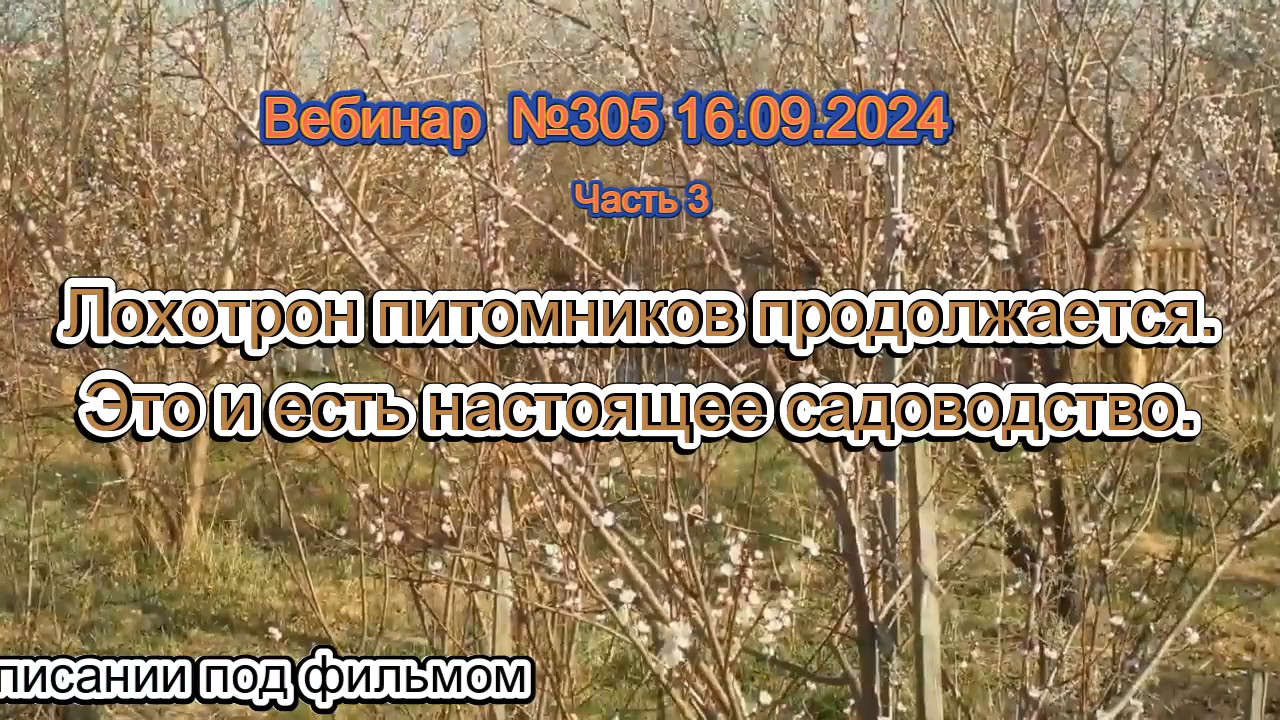 Вебинар №305 16.09.2024
Часть 3
Лохотрон питомников продолжается.
Это и есть настоящее садоводство.
писании под фильмом